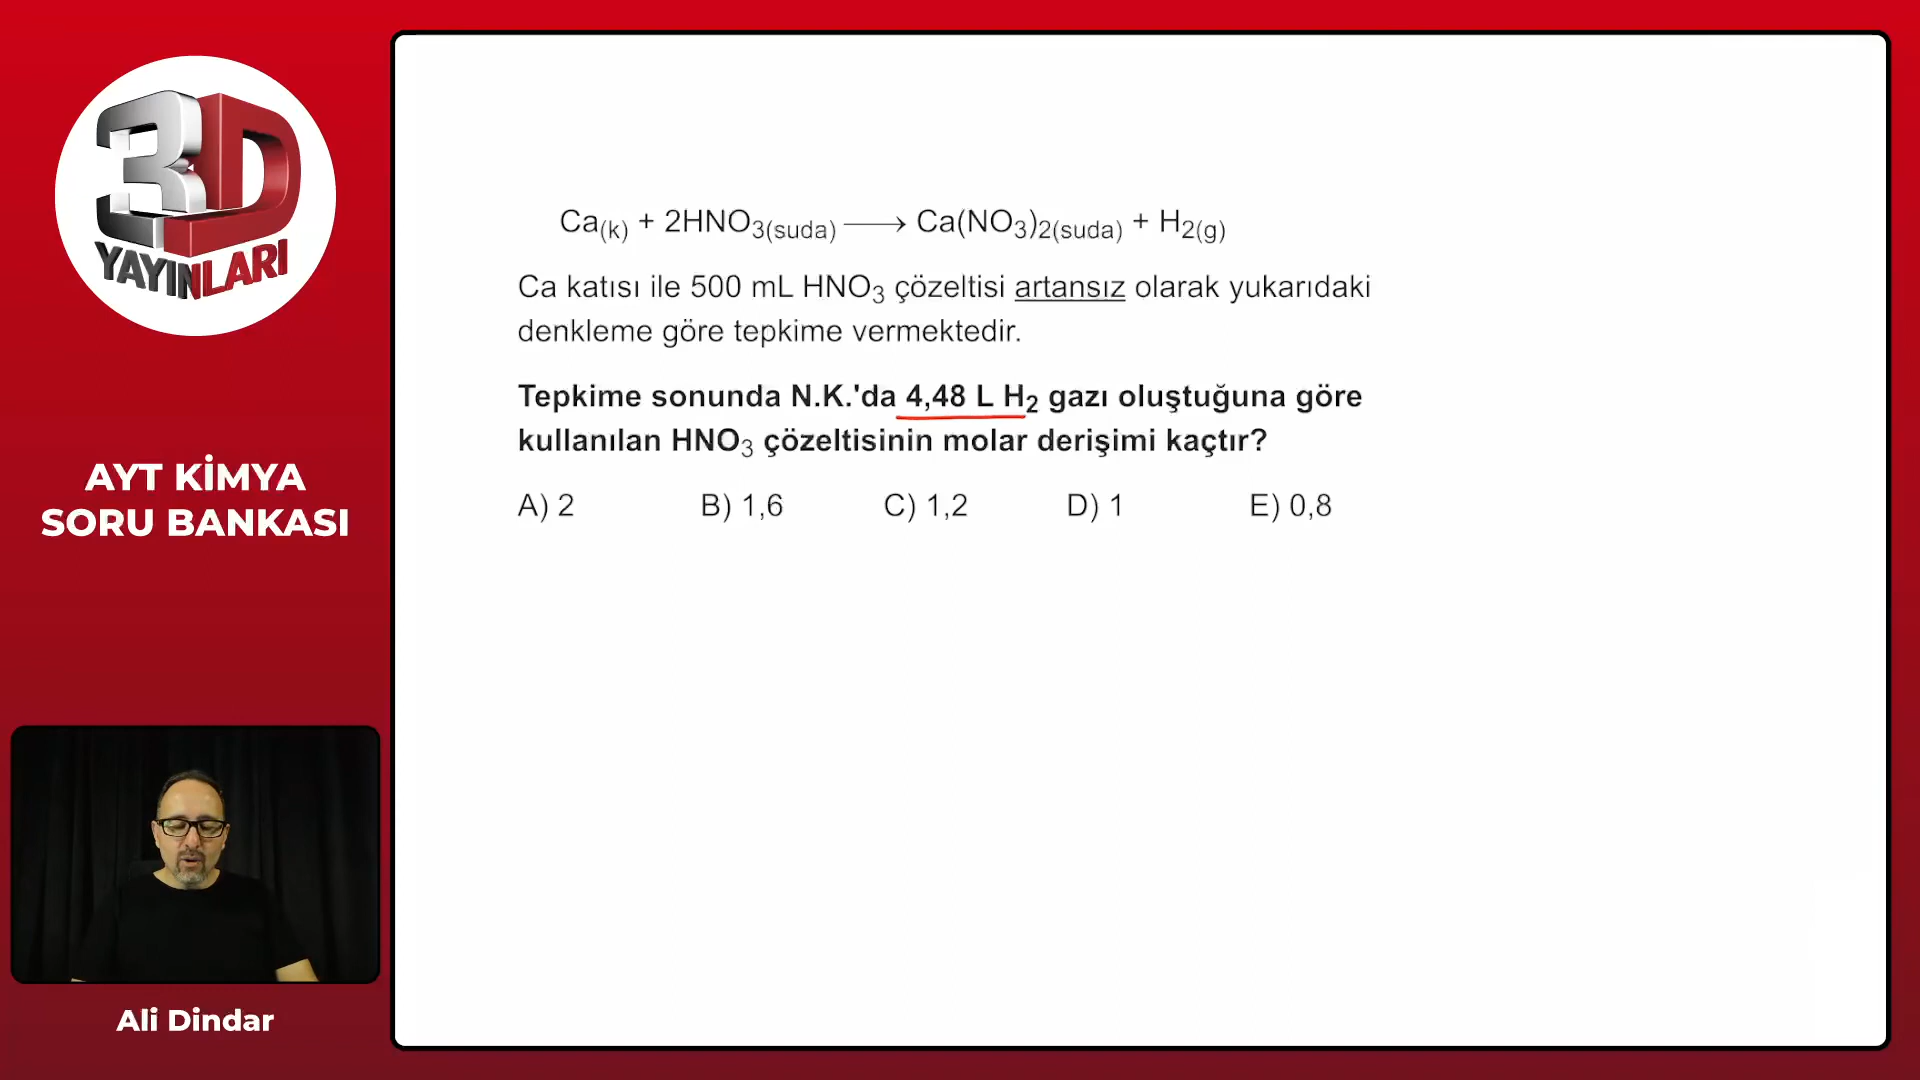 3D
YAYINLARI
AYT KİMYA
SORU BANKASI
Ali Dindar
Ca(k) + 2HNO3(suda) ⟶ Ca(NO3)2(suda) + H2(g)
Ca katısı ile 500 mL HNO3 çözeltisi artansız olarak yukarıdaki
denkleme göre tepkime vermektedir.
Tepkime sonunda N.K.'da 4,48 L H2 gazı oluştuğuna göre
kullanılan HNO3 çözeltisinin molar derişimi kaçtır?
A) 2 B) 1,6 C) 1,2 D) 1 E) 0,8